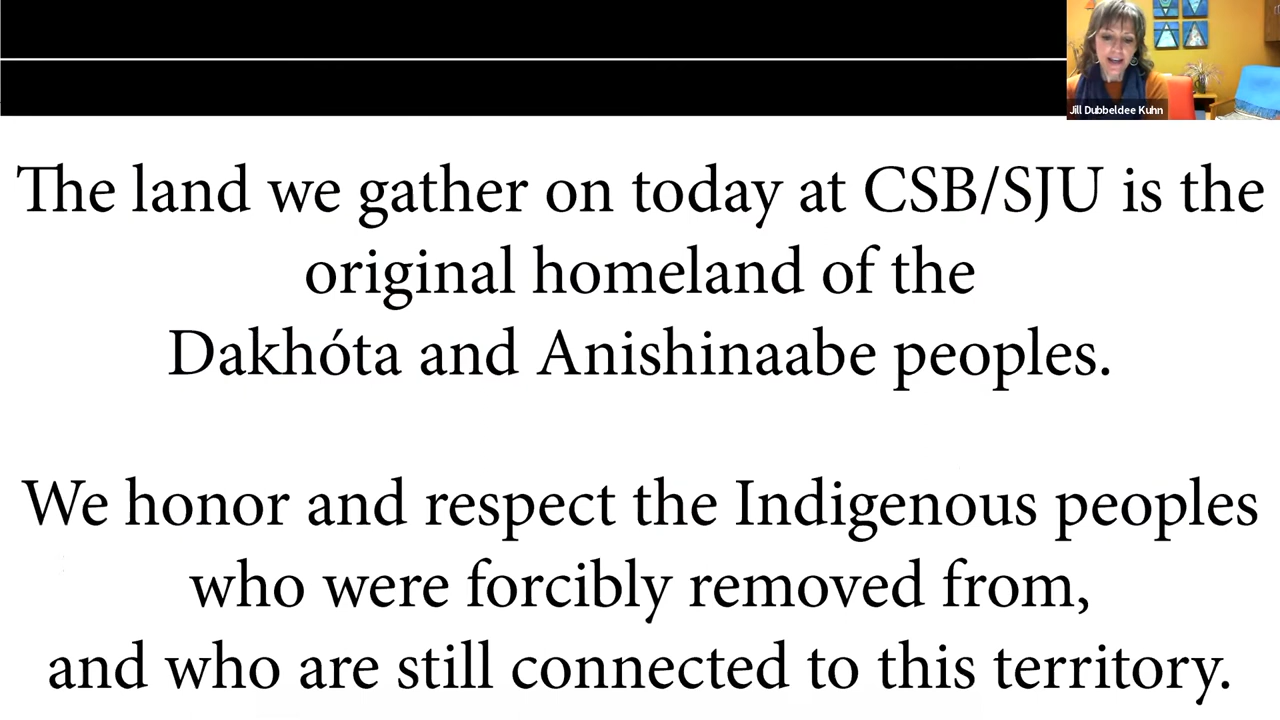 Jill Dubbeldee Kuhn
The land we gather on today at CSB/SJU is the
original homeland of the
Dakhóta and Anishinaabe peoples.
We honor and respect the Indigenous peoples
who were forcibly removed from,
and who are still connected to this territory.